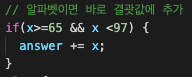 // 알파벳이면 바로 결괏값에 추가
if(x>=65 && x <97) {
answer += x;
}